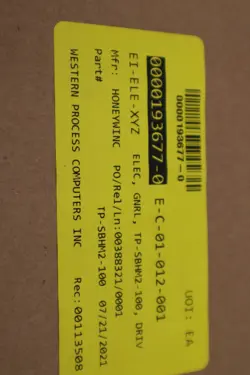 0000193677-0
0000193677-0 E-C-01-012-001
UOI: EA
EI-ELE-XYZ ELEC, GNRL, TP-SBHM2-100, DRIV
Mfr: HONEYWINC PO/Rel/Ln:00388321/0001
Part# TP-SBHM2-100 07/21/2021
WESTERN PROCESS COMPUTERS INC Rec:00113508